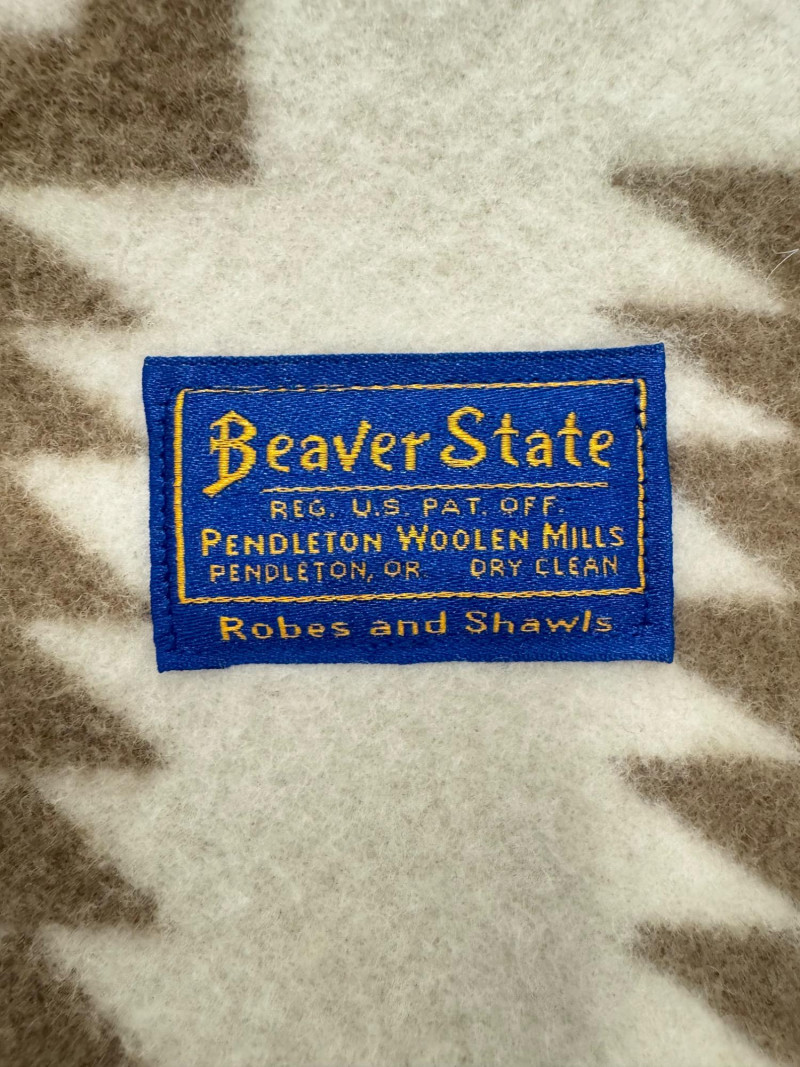 Beaver State
REG. U.S. PAT. OFF.
PENDLETON WOOLEN MILLS
PENDLETON, OR. DRY CLEAN
Robes and Shawls